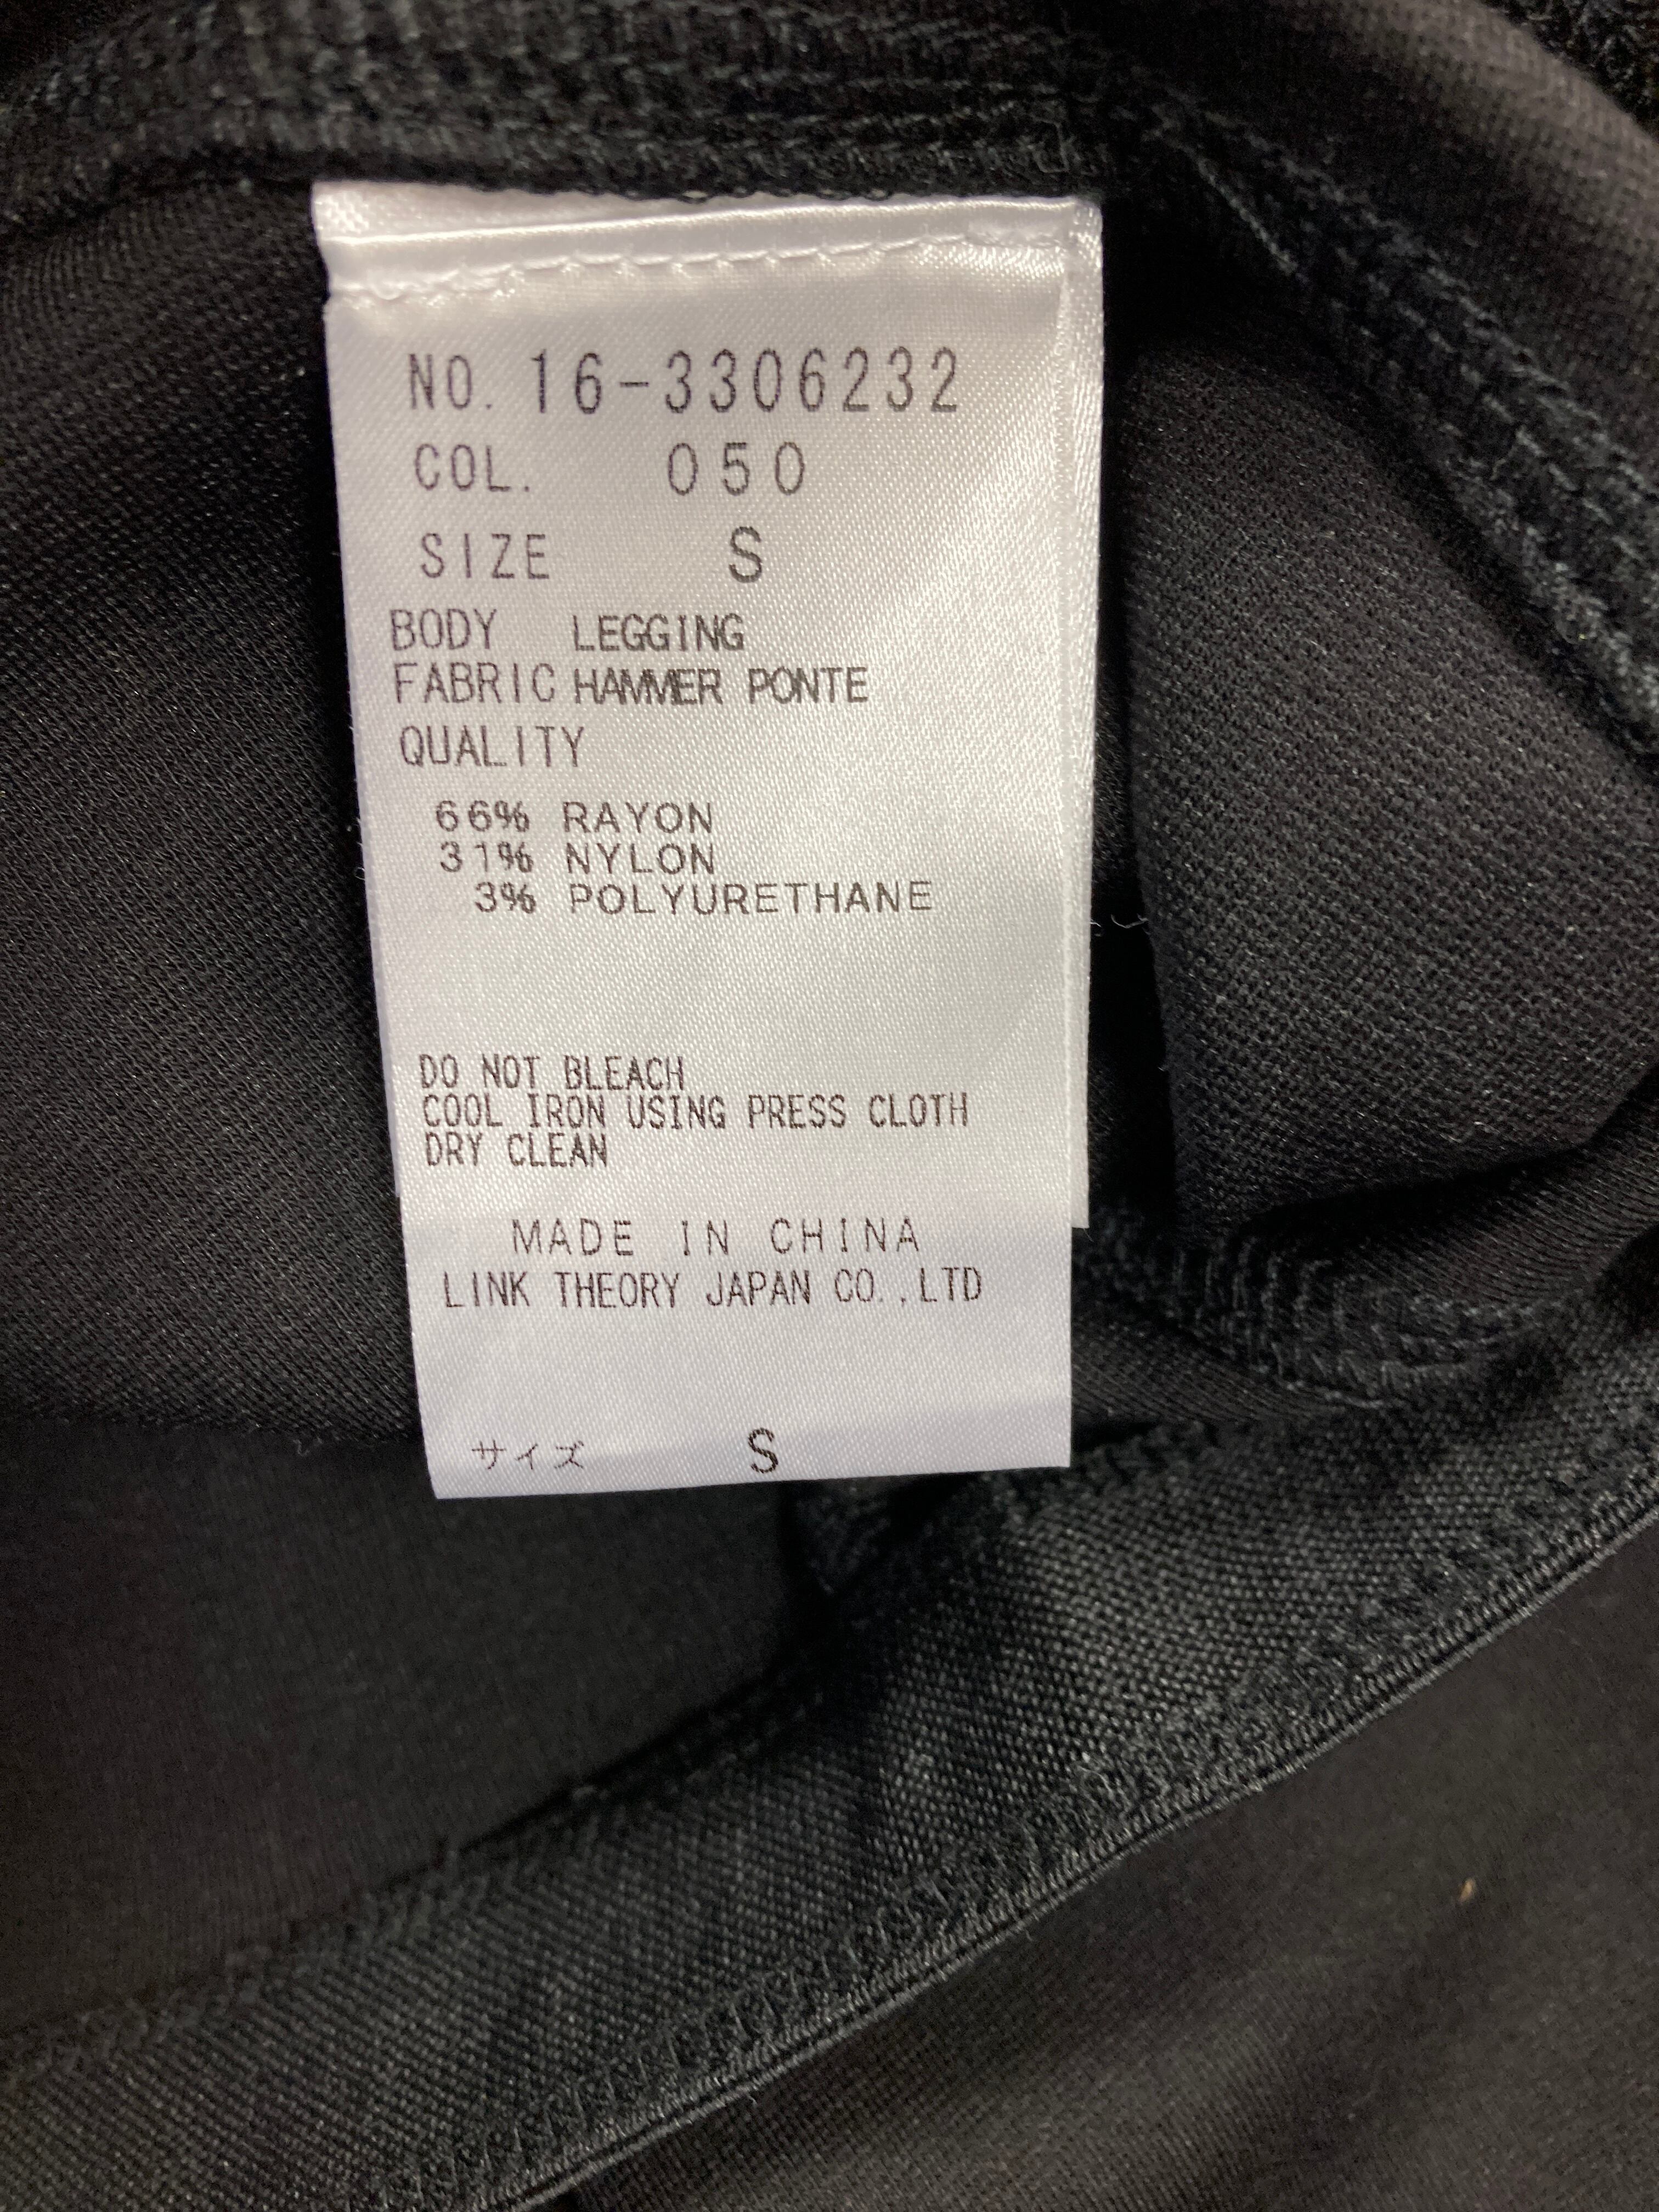 NO. 16-3306232
COL. 050
SIZE S
BODY LEGGING
FABRIC HAMMER PONTE
QUALITY
66% RAYON
31% NYLON
3% POLYURETHANE
DO NOT BLEACH
COOL IRON USING PRESS CLOTH
DRY CLEAN
MADE IN CHINA
LINK THEORY JAPAN CO.,LTD
サイズ S